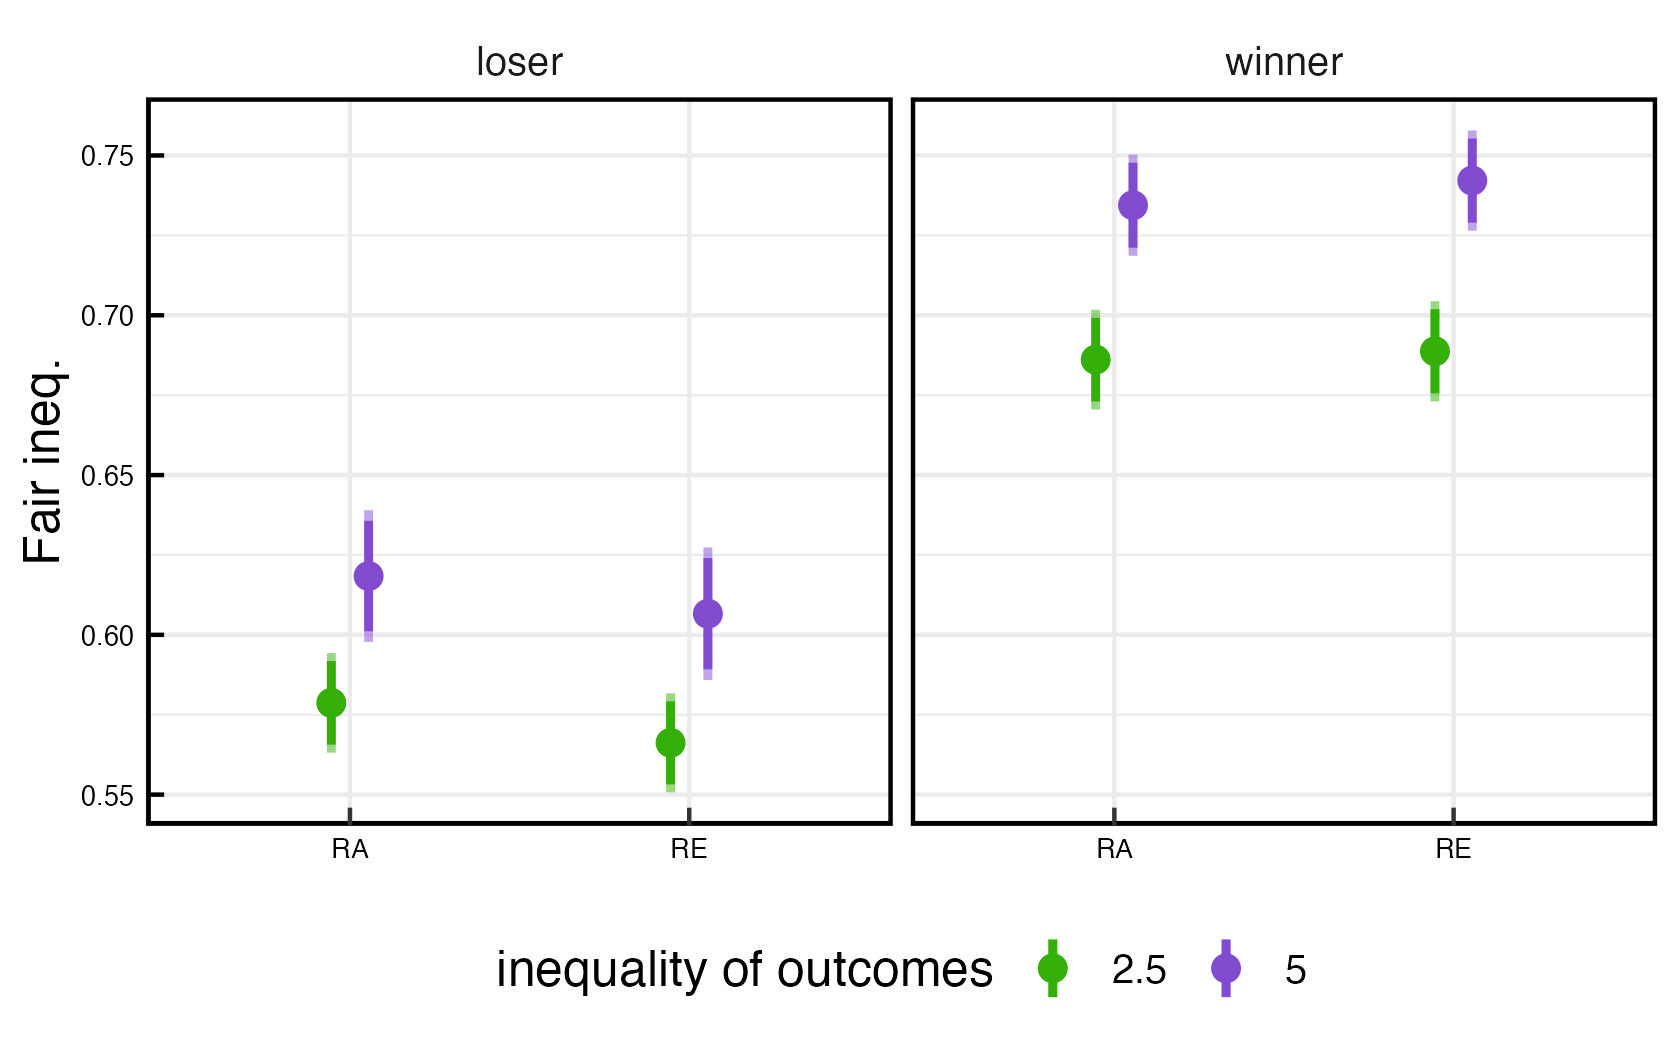 loser
winner
Fair ineq.
0.75
0.70
0.65
0.60
0.55
RA RE RA RE
inequality of outcomes 2.5 5